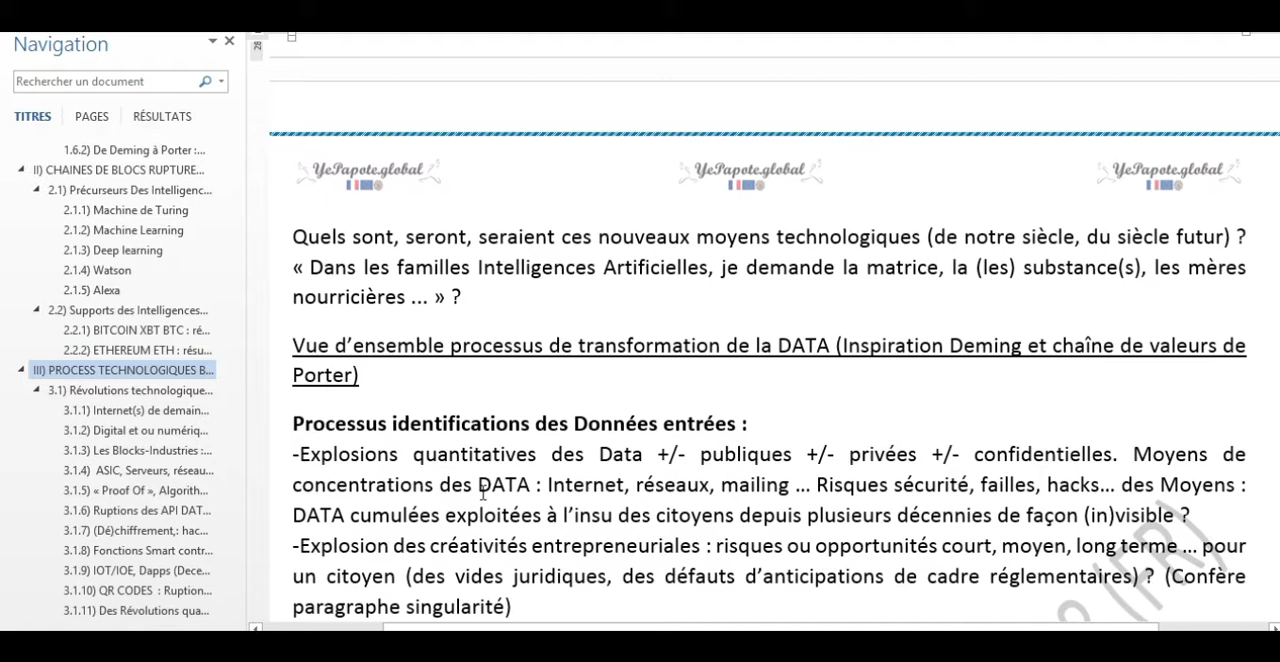 Navigation
Rechercher un document
TITRES PAGES RÉSULTATS
1.6.2) De Deming à Porter :...
II) CHAINES DE BLOCS RUPTURE...
2.1) Précurseurs Des Intelligenc...
2.1.1) Machine de Turing
2.1.2) Machine Learning
2.1.3) Deep learning
2.1.4) Watson
2.1.5) Alexa
2.2) Supports des Intelligences...
2.2.1) BITCOIN XBT BTC : ré...
2.2.2) ETHEREUM ETH : résu...
III) PROCESS TECHNOLOGIQUES B...
3.1) Révolutions technologique...
3.1.1) Internet(s) de demain...
3.1.2) Digital et ou numériq...
3.1.3) Les Blocks-Industries :...
3.1.4) ASIC, Serveurs, réseau...
3.1.5) « Proof Of », Algorith...
3.1.6) Ruptures des API DAT...
3.1.7) (Dé)chiffrement,: hac...
3.1.8) Fonctions Smart contr...
3.1.9) IOT/IOE, Dapps (Dece...
3.1.10) QR CODES : Ruption...
3.1.11) Des Révolutions qua...
28
YePapote.global YePapote.global YePapote.global
Quels sont, seront, seraient ces nouveaux moyens technologiques (de notre siècle, du siècle futur) ?
« Dans les familles Intelligences Artificielles, je demande la matrice, la (les) substance(s), les mères
nourricières ... » ?
Vue d’ensemble processus de transformation de la DATA (Inspiration Deming et chaîne de valeurs de
Porter)
Processus identifications des Données entrées :
-Explosions quantitatives des Data +/- publiques +/- privées +/- confidentielles. Moyens de
concentrations des DATA : Internet, réseaux, mailing ... Risques sécurité, failles, hacks... des Moyens :
DATA cumulées exploitées à l’insu des citoyens depuis plusieurs décennies de façon (in)visible ?
-Explosion des créativités entrepreneuriales : risques ou opportunités court, moyen, long terme ... pour
un citoyen (des vides juridiques, des défauts d’anticipations de cadre réglementaires) ? (Confère
paragraphe singularité)
(FR)